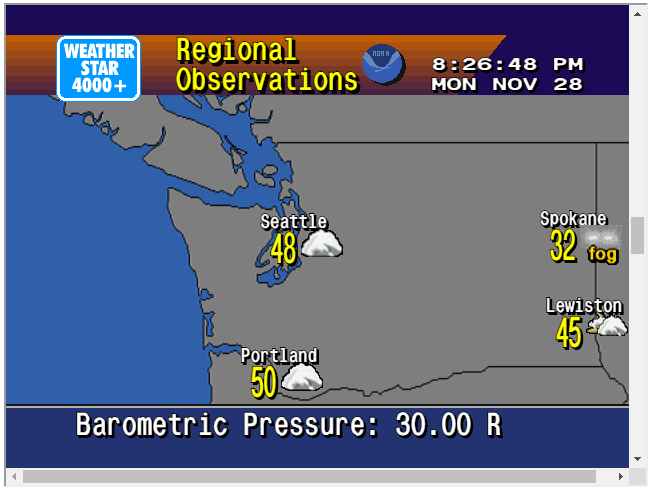 WEATHER
STAR
4000+
Regional
Observations
NOAA
8:26:48 PM
MON NOV 28
Seattle
48
Spokane
32 fog
Lewiston
45
Portland
50
Barometric Pressure: 30.00 R